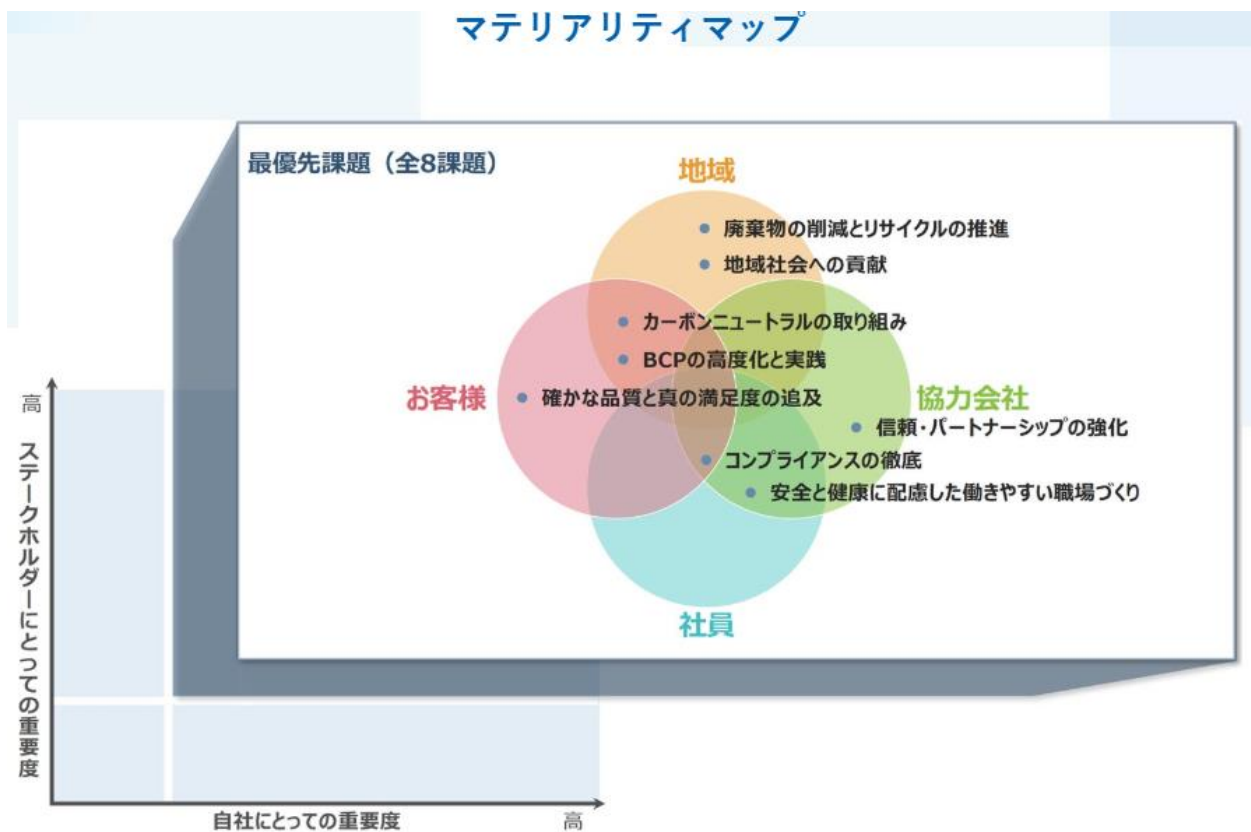 マテリアリティマップ
最優先課題（全8課題）
地域
● 廃棄物の削減とリサイクルの推進
● 地域社会への貢献
● カーボンニュートラルの取り組み
● BCPの高度化と実践
お客様
● 確かな品質と真の満足度の追及
協力会社
● 信頼・パートナーシップの強化
● コンプライアンスの徹底
● 安全と健康に配慮した働きやすい職場づくり
社員
高
ステークホルダーにとっての重要度
自社にとっての重要度
高